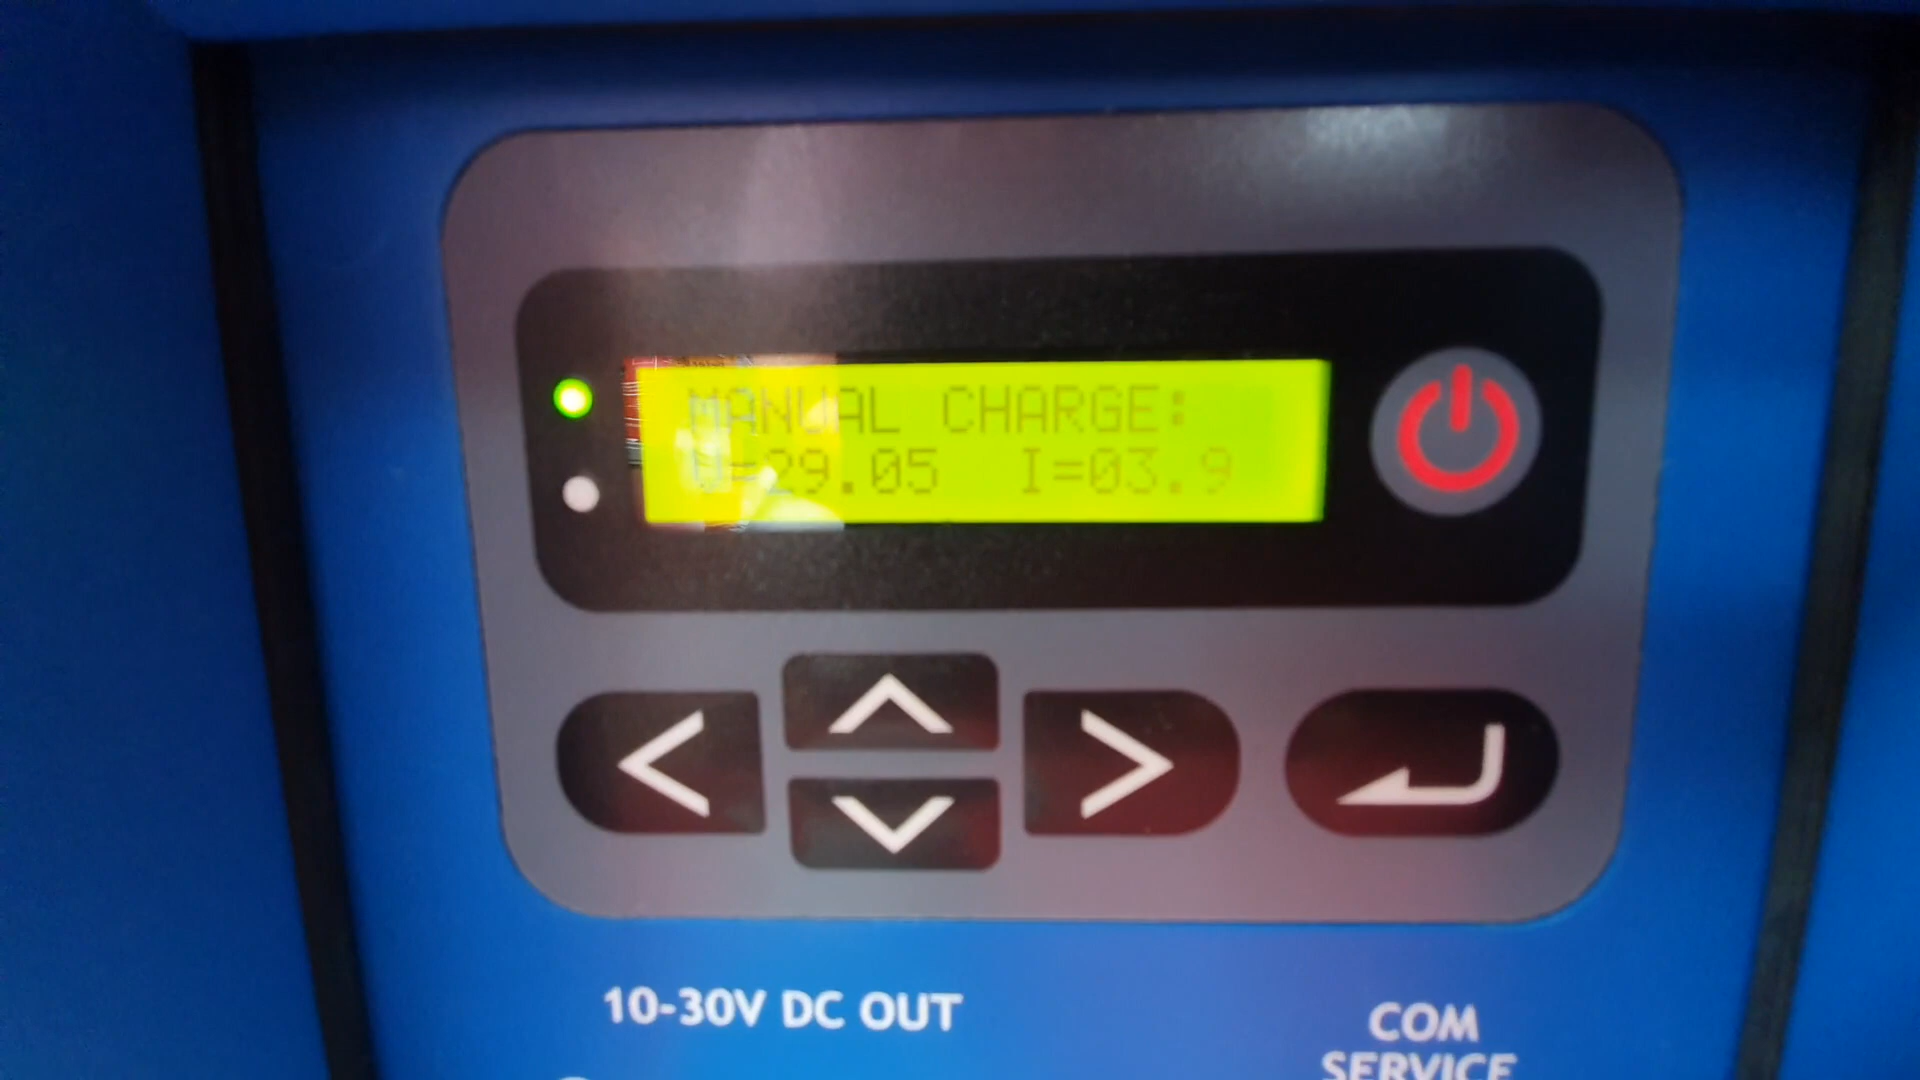 MANUAL CHARGE:
U=29.05 I=03.9
10-30V DC OUT
COM
SERVICE